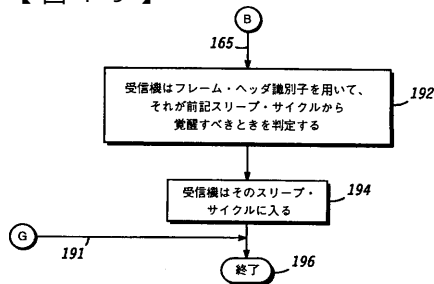 B
165
受信機はフレーム・ヘッダ識別子を用いて、
それが前記スリープ・サイクルから
覚醒すべきときを判定する
192
受信機はそのスリープ・
サイクルに入る
194
G
191
終了
196